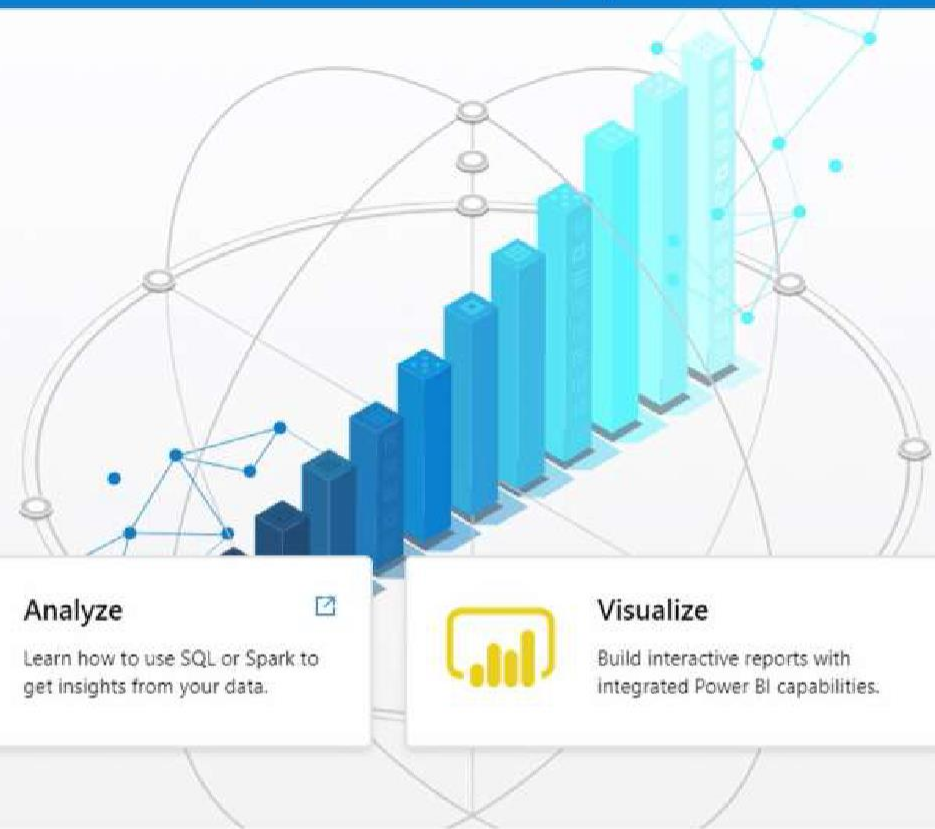 Analyze
Learn how to use SQL or Spark to
get insights from your data.
Visualize
Build interactive reports with
integrated Power BI capabilities.